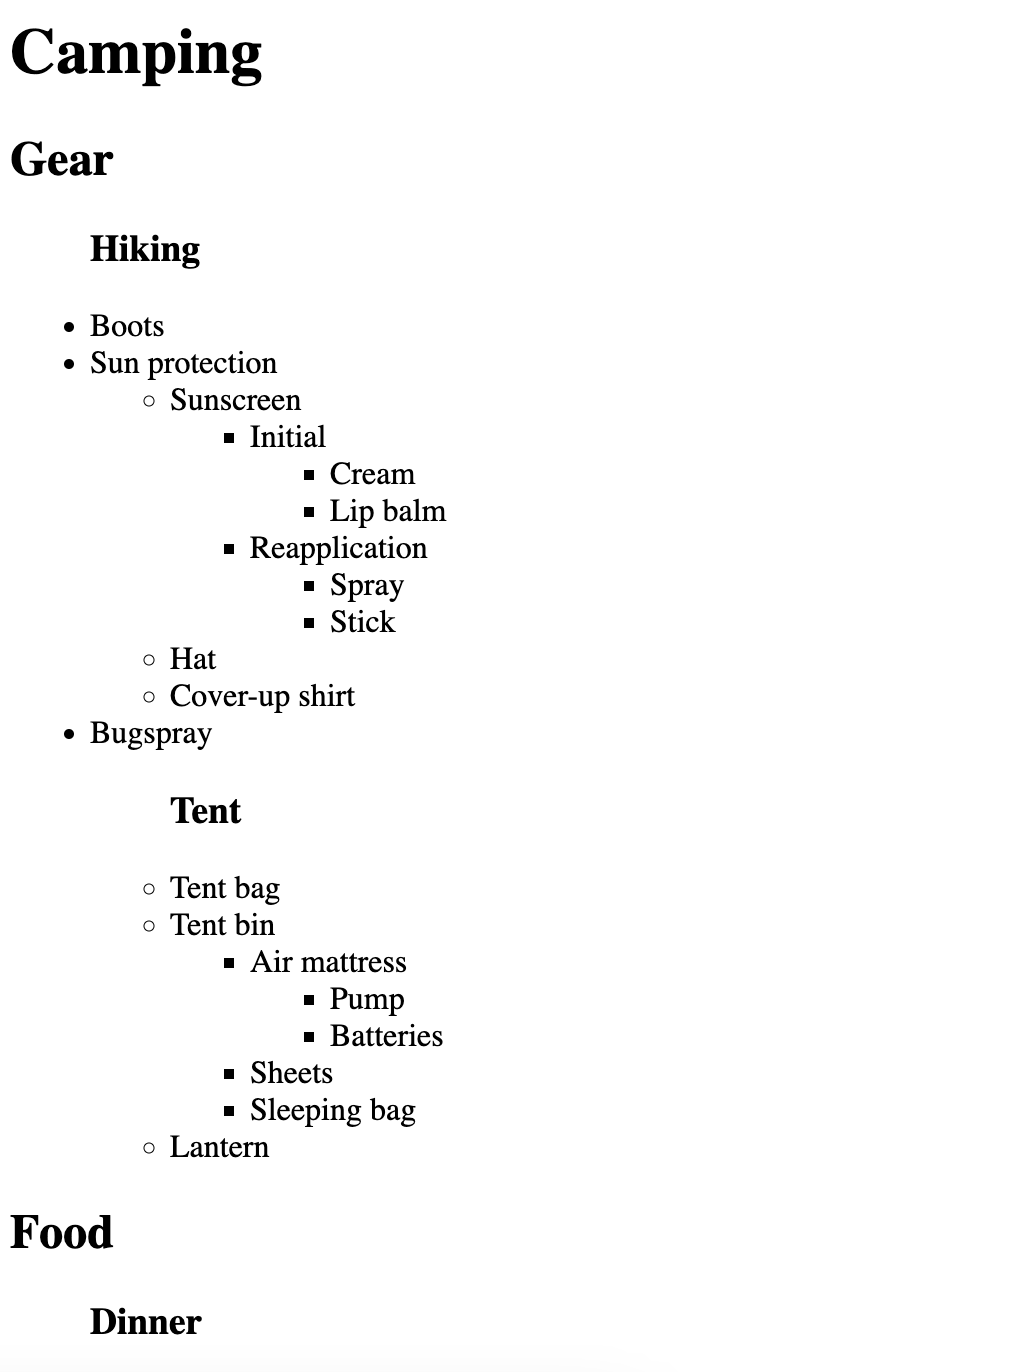 Camping
Gear
Hiking
Boots
Sun protection
Sunscreen
Initial
Cream
Lip balm
Reapplication
Spray
Stick
Hat
Cover-up shirt
Bugspray
Tent
Tent bag
Tent bin
Air mattress
Pump
Batteries
Sheets
Sleeping bag
Lantern
Food
Dinner